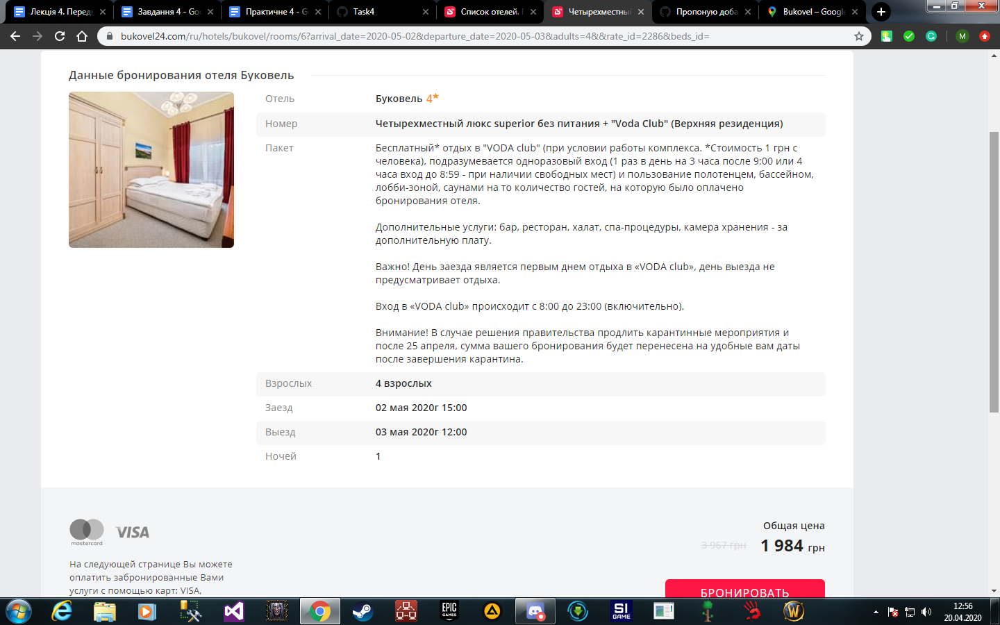 Лекція 4. Перед
Завдання 4 - Go
Практичне 4 - G
Task4
Список отелей.
Четырехместный
Пропоную доба
Bukovel – Google
bukovel24.com/ru/hotels/bukovel/rooms/6?arrival_date=2020-05-02&departure_date=2020-05-03&adults=4&&rate_id=2286&beds_id=
M
Данные бронирования отеля Буковель
Отель Буковель 4★
Номер Четырехместный люкс superior без питания + "Voda Club" (Верхняя резиденция)
Пакет Бесплатный* отдых в "VODA club" (при условии работы комплекса. *Стоимость 1 грн с
человека), подразумевается одноразовый вход (1 раз в день на 3 часа после 9:00 или 4
часа вход до 8:59 - при наличии свободных мест) и пользование полотенцем, бассейном,
лобби-зоной, саунами на то количество гостей, на которую было оплачено
бронирования отеля.
Дополнительные услуги: бар, ресторан, халат, спа-процедуры, камера хранения - за
дополнительную плату.
Важно! День заезда является первым днем отдыха в «VODA club», день выезда не
предусматривает отдыха.
Вход в «VODA club» происходит с 8:00 до 23:00 (включительно).
Внимание! В случае решения правительства продлить карантинные мероприятия и
после 25 апреля, сумма вашего бронирования будет перенесена на удобные вам даты
после завершения карантина.
Взрослых 4 взрослых
Заезд 02 мая 2020г 15:00
Выезд 03 мая 2020г 12:00
Ночей 1
mastercard
VISA
Общая цена
3 967 грн 1 984 грн
На следующей странице Вы можете
оплатить забронированные Вами
услуги с помощью карт: VISA,
БРОНИРОВАТЬ
EPIC
GAMES
SI
GAME
12:56
20.04.2020